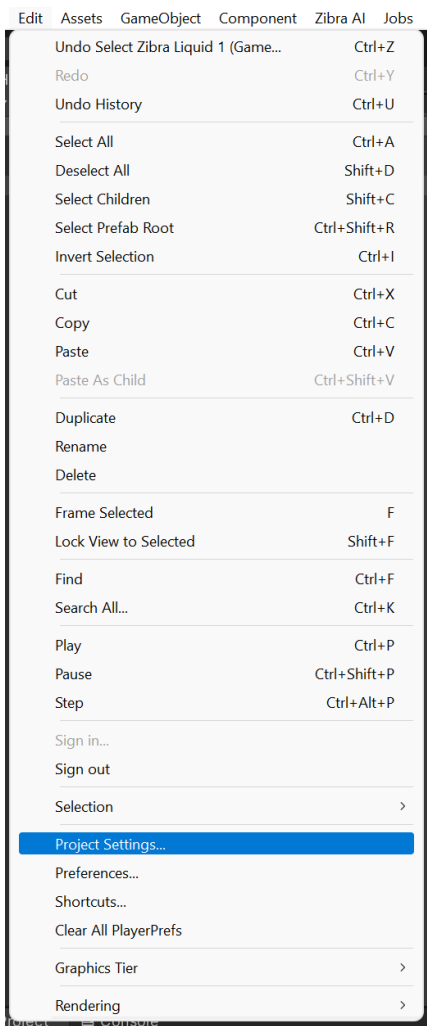 Edit Assets GameObject Component Zibra AI Jobs
Undo Select Zibra Liquid 1 (Game... Ctrl+Z
Redo Ctrl+Y
Undo History Ctrl+U
Select All Ctrl+A
Deselect All Shift+D
Select Children Shift+C
Select Prefab Root Ctrl+Shift+R
Invert Selection Ctrl+I
Cut Ctrl+X
Copy Ctrl+C
Paste Ctrl+V
Paste As Child Ctrl+Shift+V
Duplicate Ctrl+D
Rename
Delete
Frame Selected F
Lock View to Selected Shift+F
Find Ctrl+F
Search All... Ctrl+K
Play Ctrl+P
Pause Ctrl+Shift+P
Step Ctrl+Alt+P
Sign in...
Sign out
Selection >
Project Settings...
Preferences...
Shortcuts...
Clear All PlayerPrefs
Graphics Tier >
Rendering >